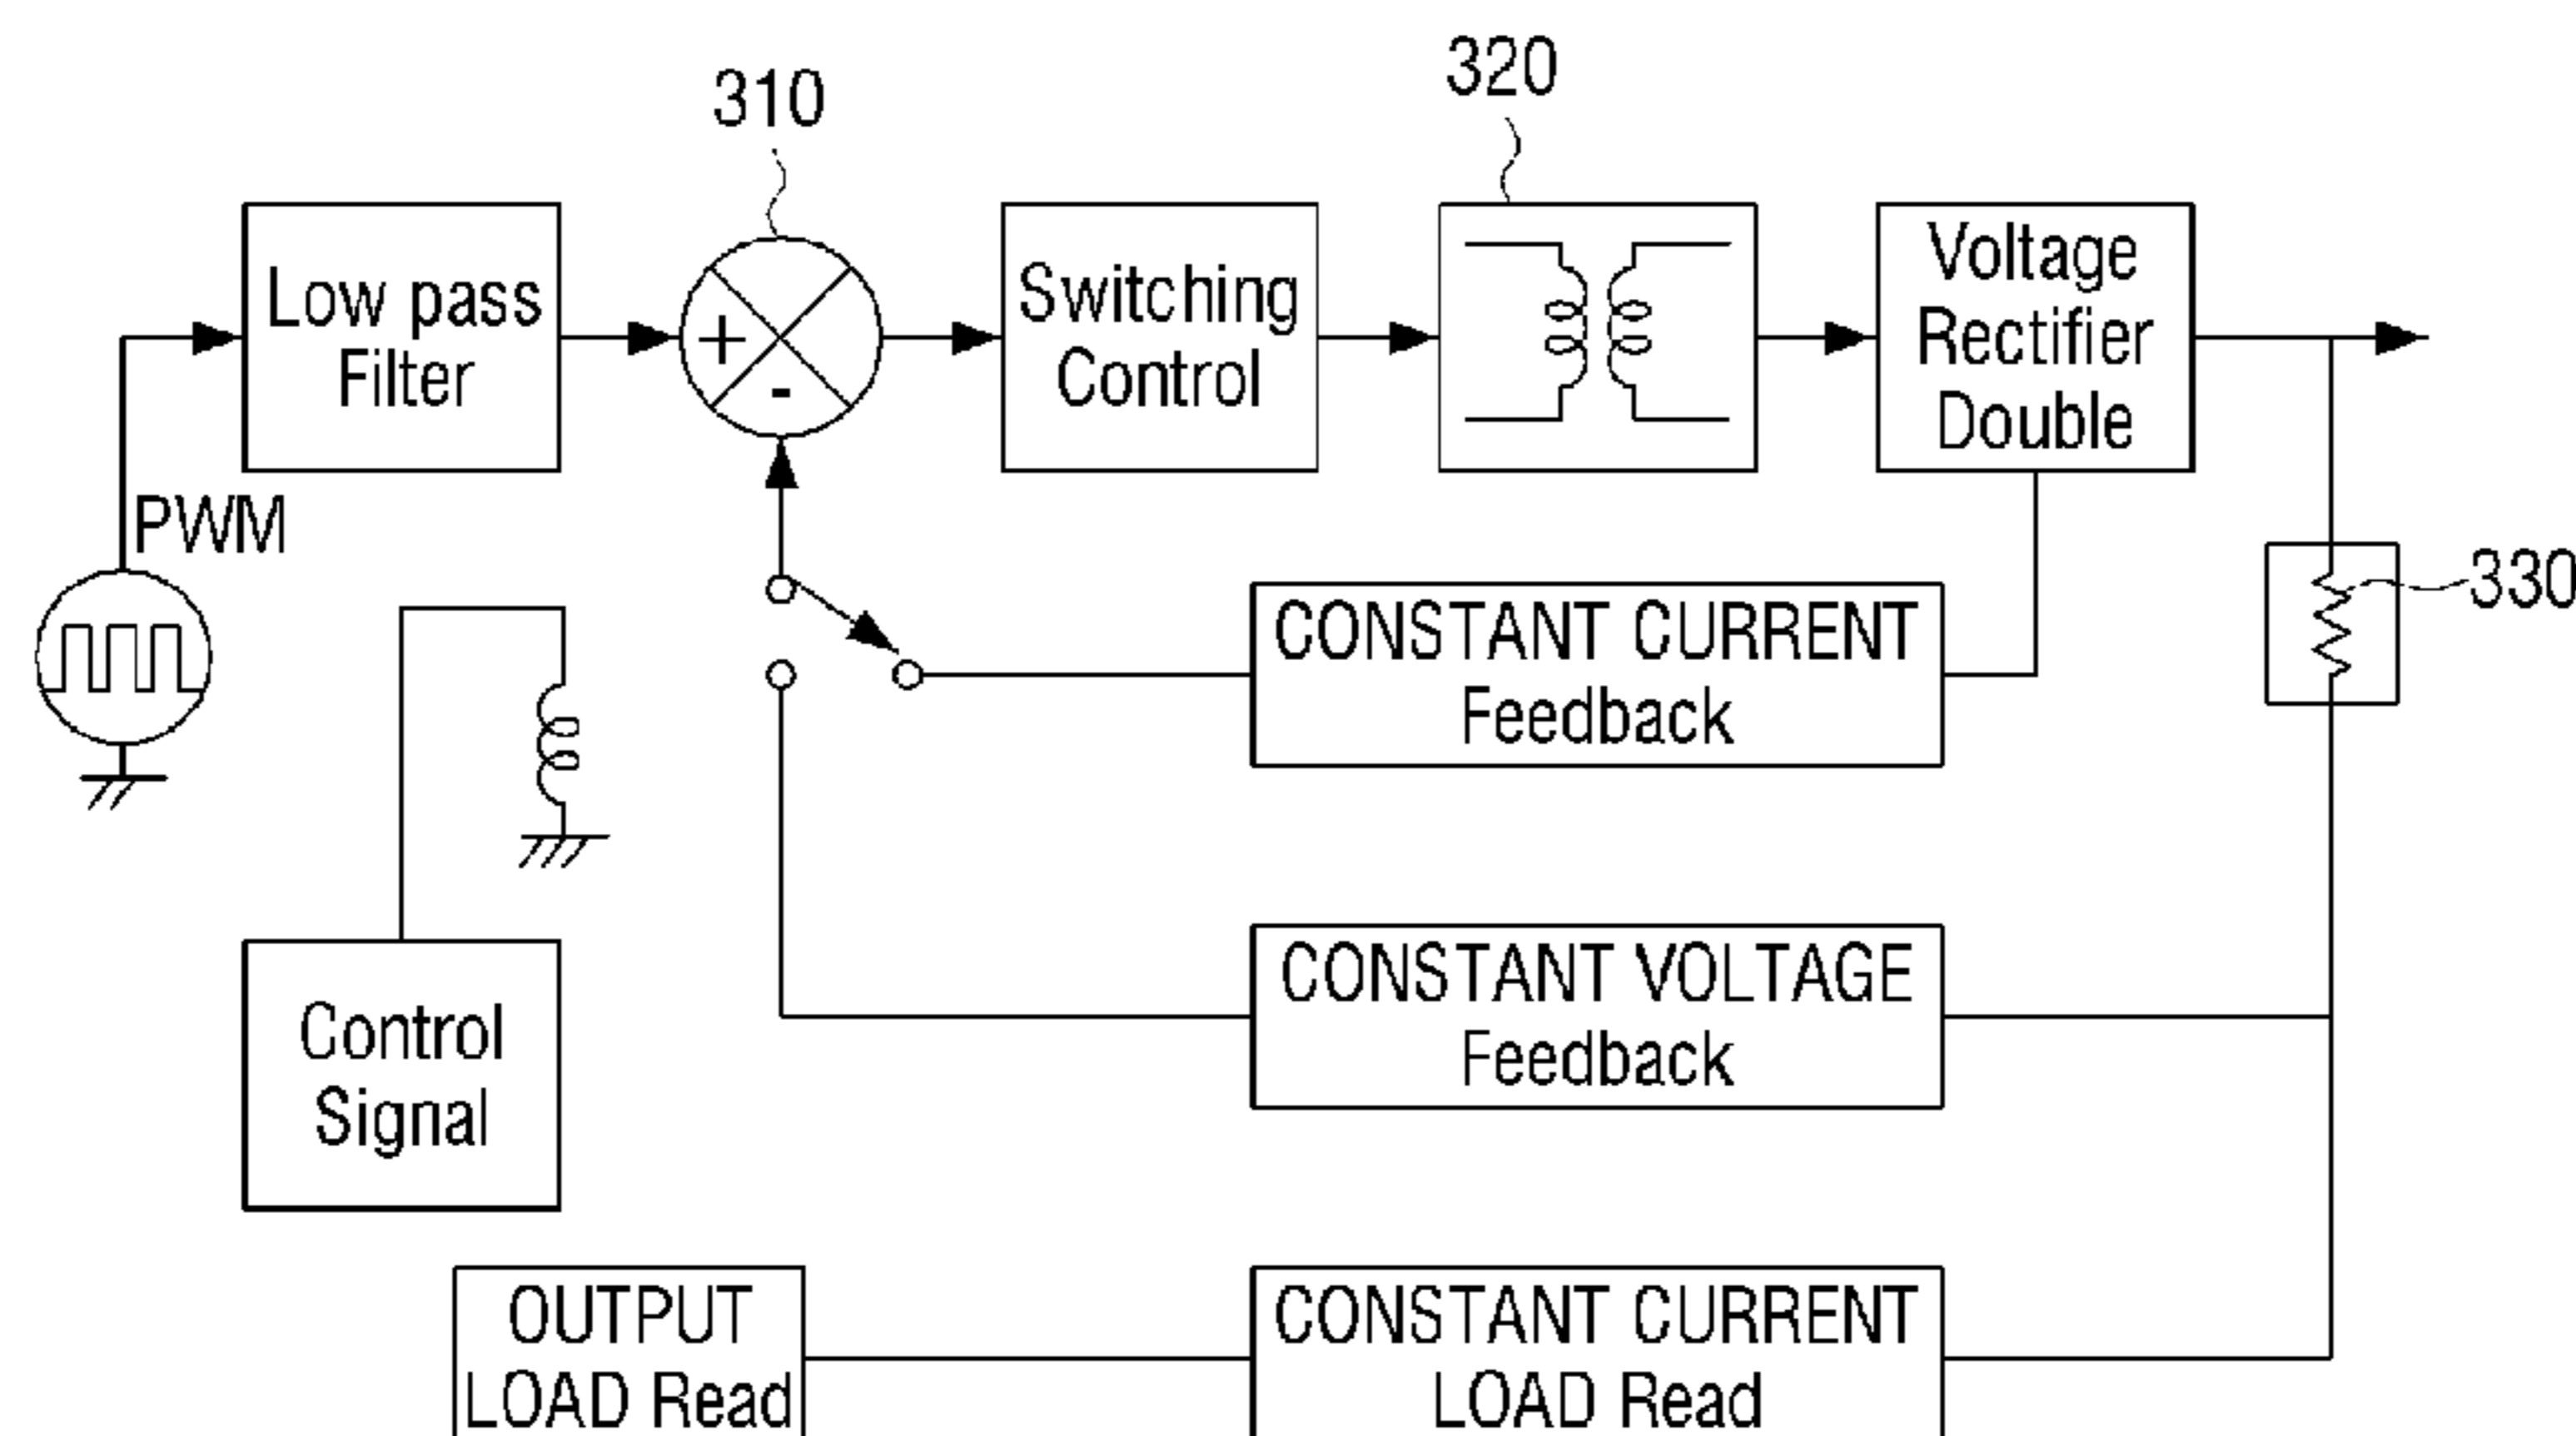 310
320
Low pass
Filter
+
-
Switching
Control
Voltage
Rectifier
Double
PWM
330
CONSTANT CURRENT
Feedback
CONSTANT VOLTAGE
Feedback
Control
Signal
OUTPUT
LOAD Read
CONSTANT CURRENT
LOAD Read